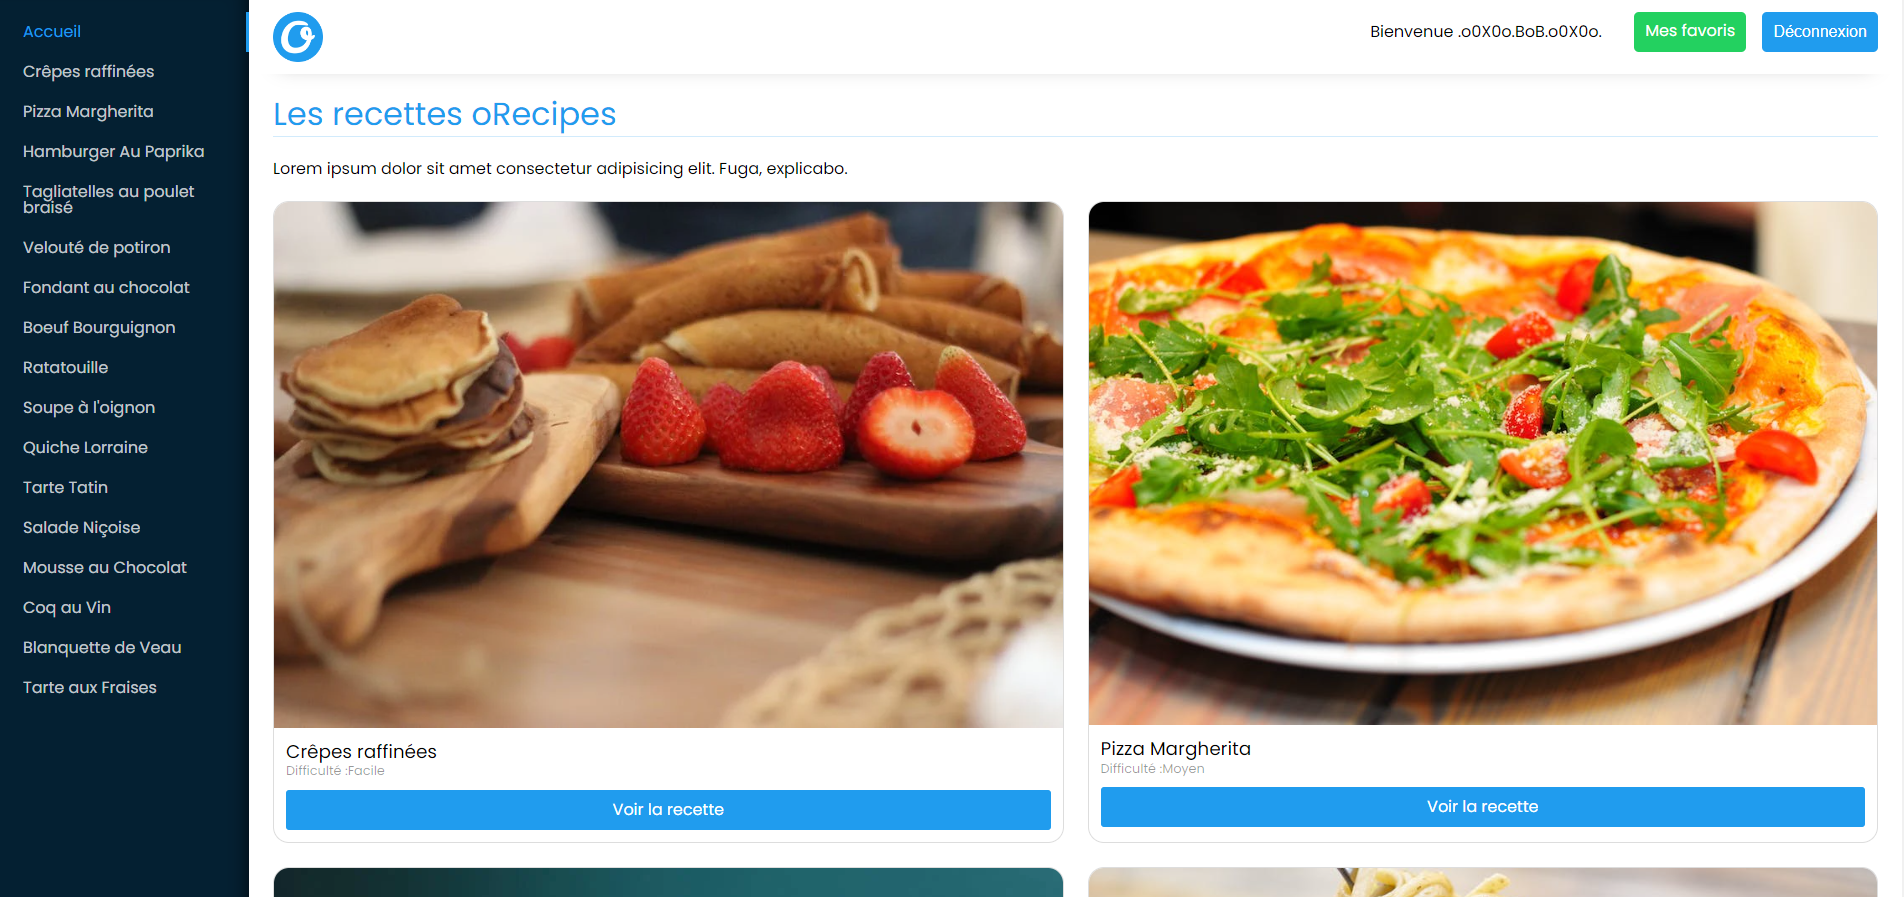 Accueil
Crêpes raffinées
Pizza Margherita
Hamburger Au Paprika
Tagliatelles au poulet
braisé
Velouté de potiron
Fondant au chocolat
Boeuf Bourguignon
Ratatouille
Soupe à l'oignon
Quiche Lorraine
Tarte Tatin
Salade Niçoise
Mousse au Chocolat
Coq au Vin
Blanquette de Veau
Tarte aux Fraises
Bienvenue .o0X0o.BoB.o0X0o.
Mes favoris
Déconnexion
Les recettes oRecipes
Lorem ipsum dolor sit amet consectetur adipisicing elit. Fuga, explicabo.
Crêpes raffinées
Difficulté :Facile
Voir la recette
Pizza Margherita
Difficulté :Moyen
Voir la recette